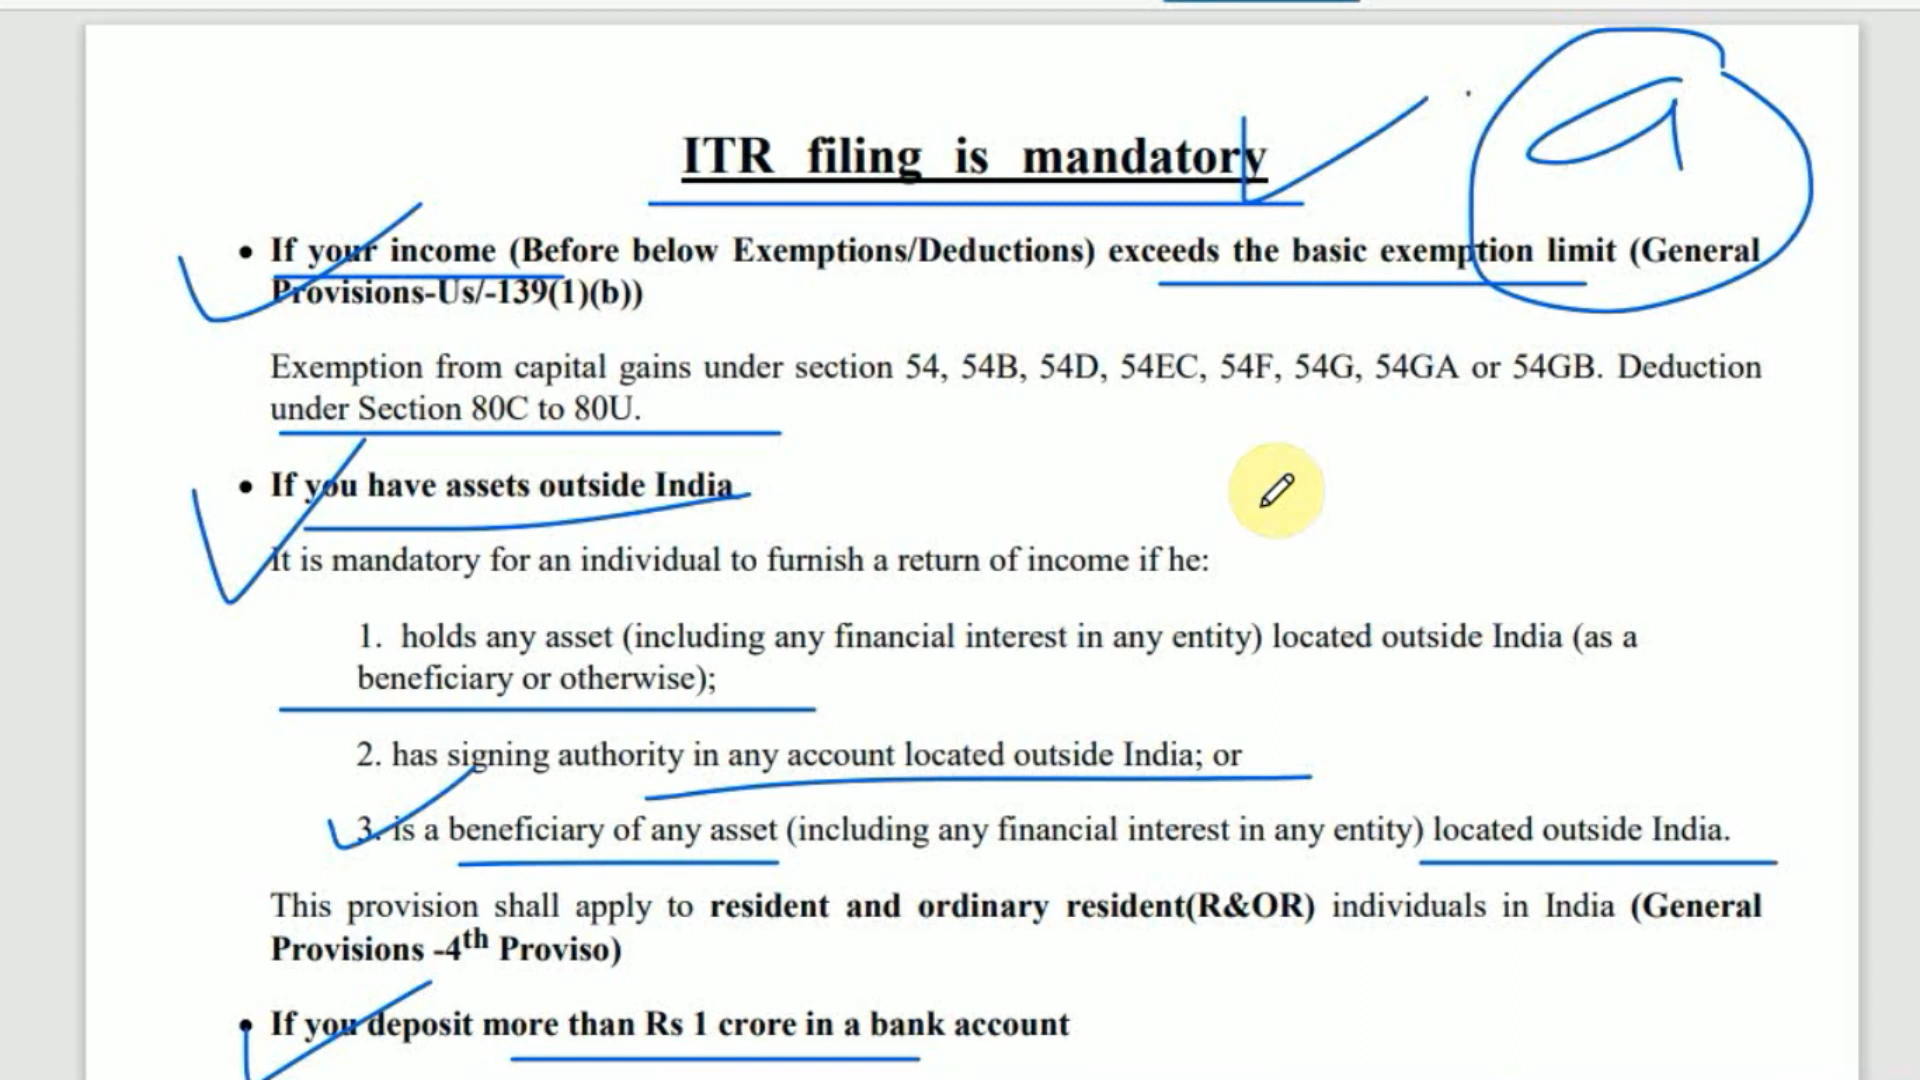 ITR filing is mandatory
a
• If your income (Before below Exemptions/Deductions) exceeds the basic exemption limit (General
Provisions-Us/-139(1)(b))
Exemption from capital gains under section 54, 54B, 54D, 54EC, 54F, 54G, 54GA or 54GB. Deduction
under Section 80C to 80U.
• If you have assets outside India
It is mandatory for an individual to furnish a return of income if he:
1. holds any asset (including any financial interest in any entity) located outside India (as a
beneficiary or otherwise);
2. has signing authority in any account located outside India; or
3. is a beneficiary of any asset (including any financial interest in any entity) located outside India.
This provision shall apply to resident and ordinary resident(R&OR) individuals in India (General
Provisions -4th Proviso)
• If you deposit more than Rs 1 crore in a bank account